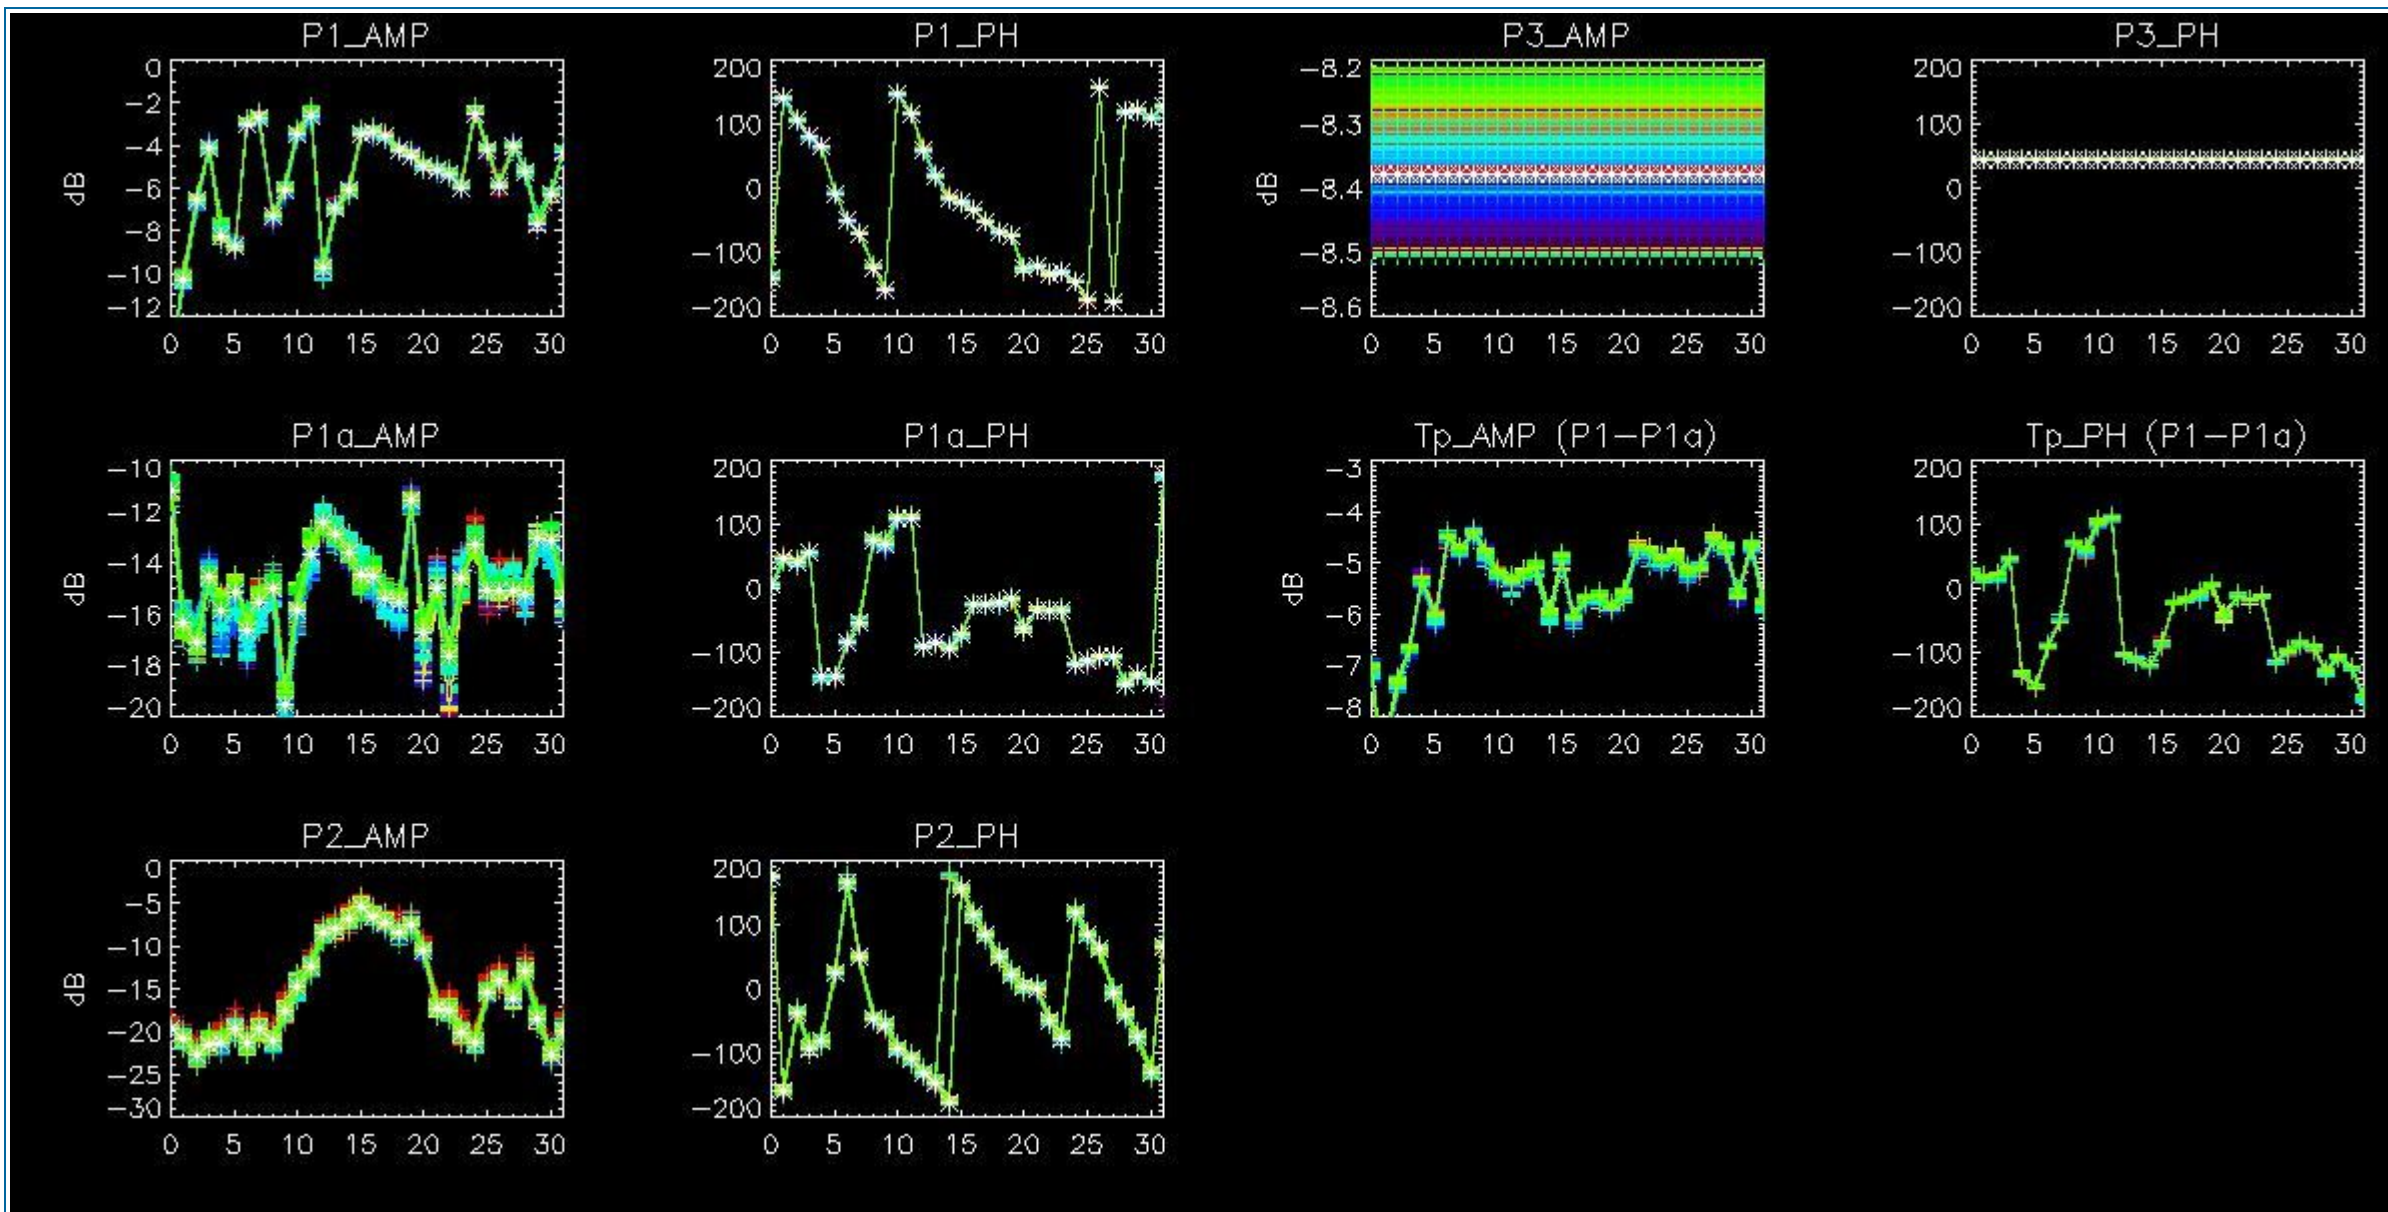 P1_AMP
0
−2
−4
−6
−8
−10
−12
dB
0 5 10 15 20 25 30
P1_PH
200
100
0
−100
−200
0 5 10 15 20 25 30
P3_AMP
−8.2
−8.3
−8.4
−8.5
−8.6
dB
0 5 10 15 20 25 30
P3_PH
200
100
0
−100
−200
0 5 10 15 20 25 30
P1a_AMP
−10
−12
−14
−16
−18
−20
dB
0 5 10 15 20 25 30
P1a_PH
200
100
0
−100
−200
0 5 10 15 20 25 30
Tp_AMP (P1−P1a)
−3
−4
−5
−6
−7
−8
dB
0 5 10 15 20 25 30
Tp_PH (P1−P1a)
200
100
0
−100
−200
0 5 10 15 20 25 30
P2_AMP
0
−5
−10
−15
−20
−25
−30
dB
0 5 10 15 20 25 30
P2_PH
200
100
0
−100
−200
0 5 10 15 20 25 30